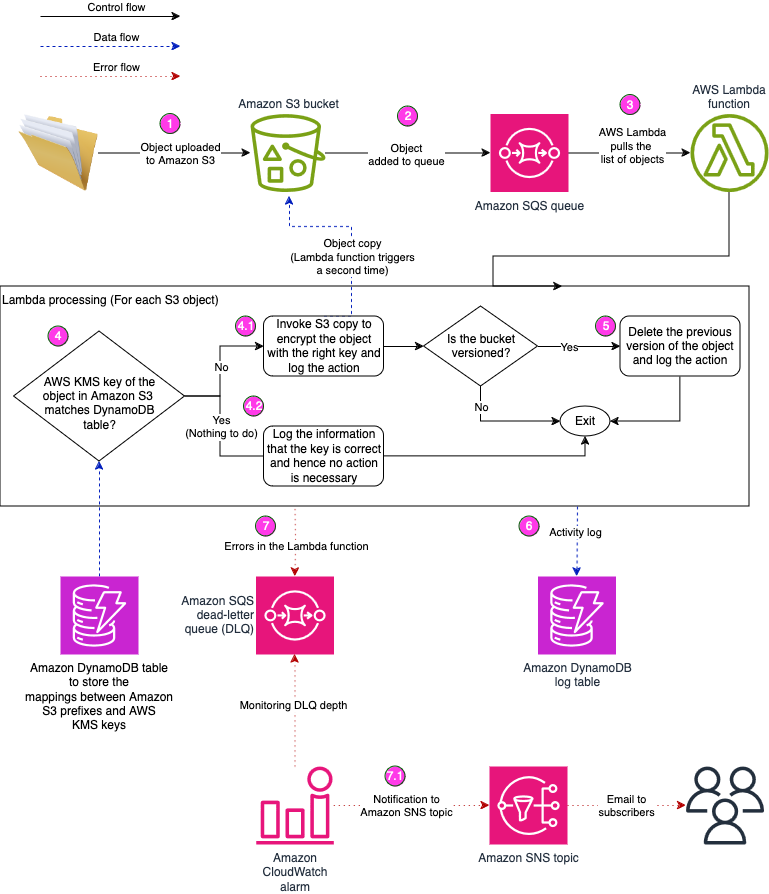 Control flow
Data flow
Error flow
1
Object uploaded
to Amazon S3
Amazon S3 bucket
2
Object
added to queue
Amazon SQS queue
3
AWS Lambda
pulls the
list of objects
AWS Lambda
function
Object copy
(Lambda function triggers
a second time)
Lambda processing (For each S3 object)
4
AWS KMS key of the
object in Amazon S3
matches DynamoDB
table?
No
4.1
Invoke S3 copy to
encrypt the object
with the right key and
log the action
Is the bucket
versioned?
Yes
5
Delete the previous
version of the object
and log the action
No
Exit
4.2
Yes
(Nothing to do)
Log the information
that the key is correct
and hence no action
is necessary
7
Errors in the Lambda function
6
Activity log
Amazon DynamoDB table
to store the
mappings between Amazon
S3 prefixes and AWS
KMS keys
Amazon SQS
dead-letter
queue (DLQ)
Amazon DynamoDB
log table
Monitoring DLQ depth
Amazon
CloudWatch
alarm
7.1
Notification to
Amazon SNS topic
Amazon SNS topic
Email to
subscribers